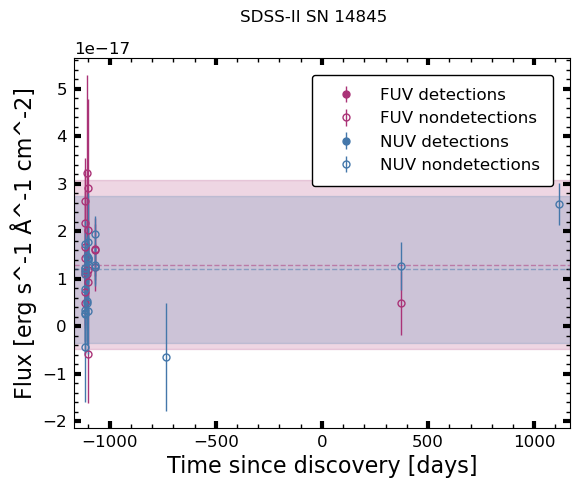 SDSS-II SN 14845
1e−17
FUV detections
FUV nondetections
NUV detections
NUV nondetections
5
4
3
2
1
0
−1
−2
−1000 −500 0 500 1000
Flux [erg s^-1 Å^-1 cm^-2]
Time since discovery [days]